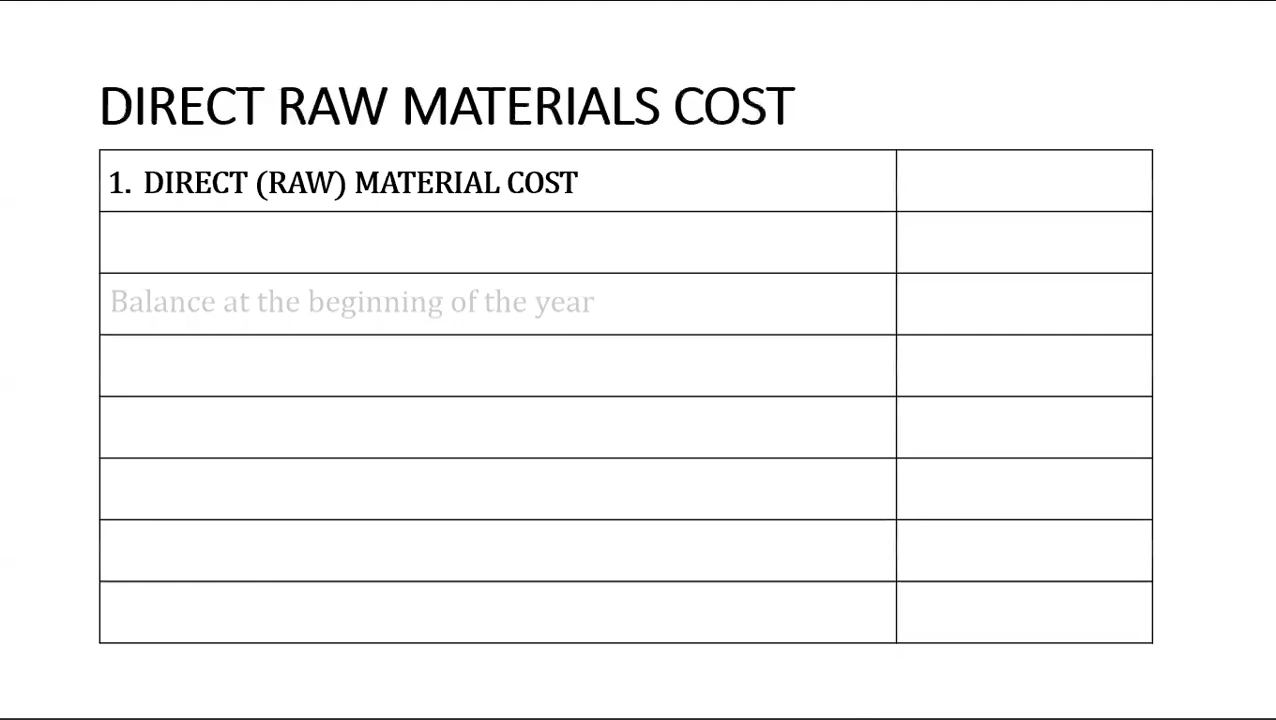 DIRECT RAW MATERIALS COST
1. DIRECT (RAW) MATERIAL COST
Balance at the beginning of the year